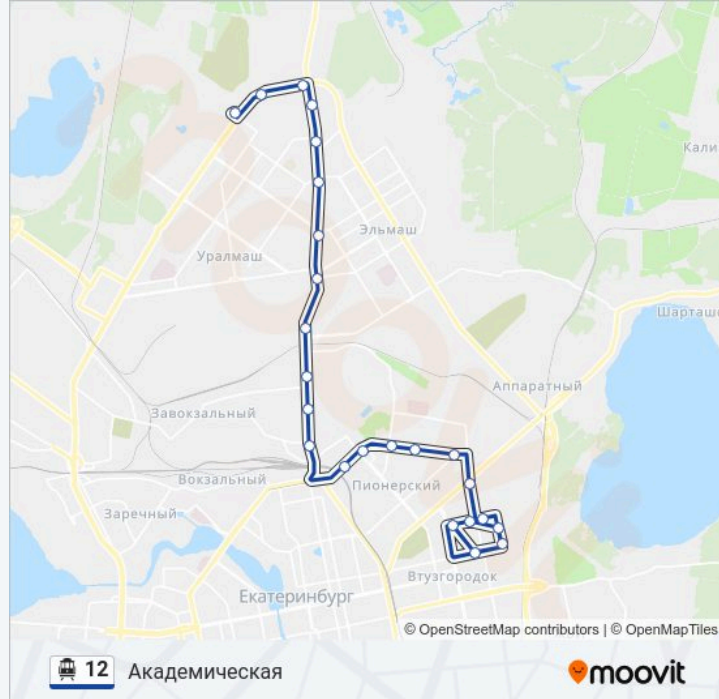 Кали
Эльмаш
Уралмаш
Шарташ
Аппаратный
Завокзальный
Вокзальный
Пионерский
Заречный
Втузгородок
Екатеринбург
© OpenStreetMap contributors | © OpenMapTiles
12 Академическая
moovit